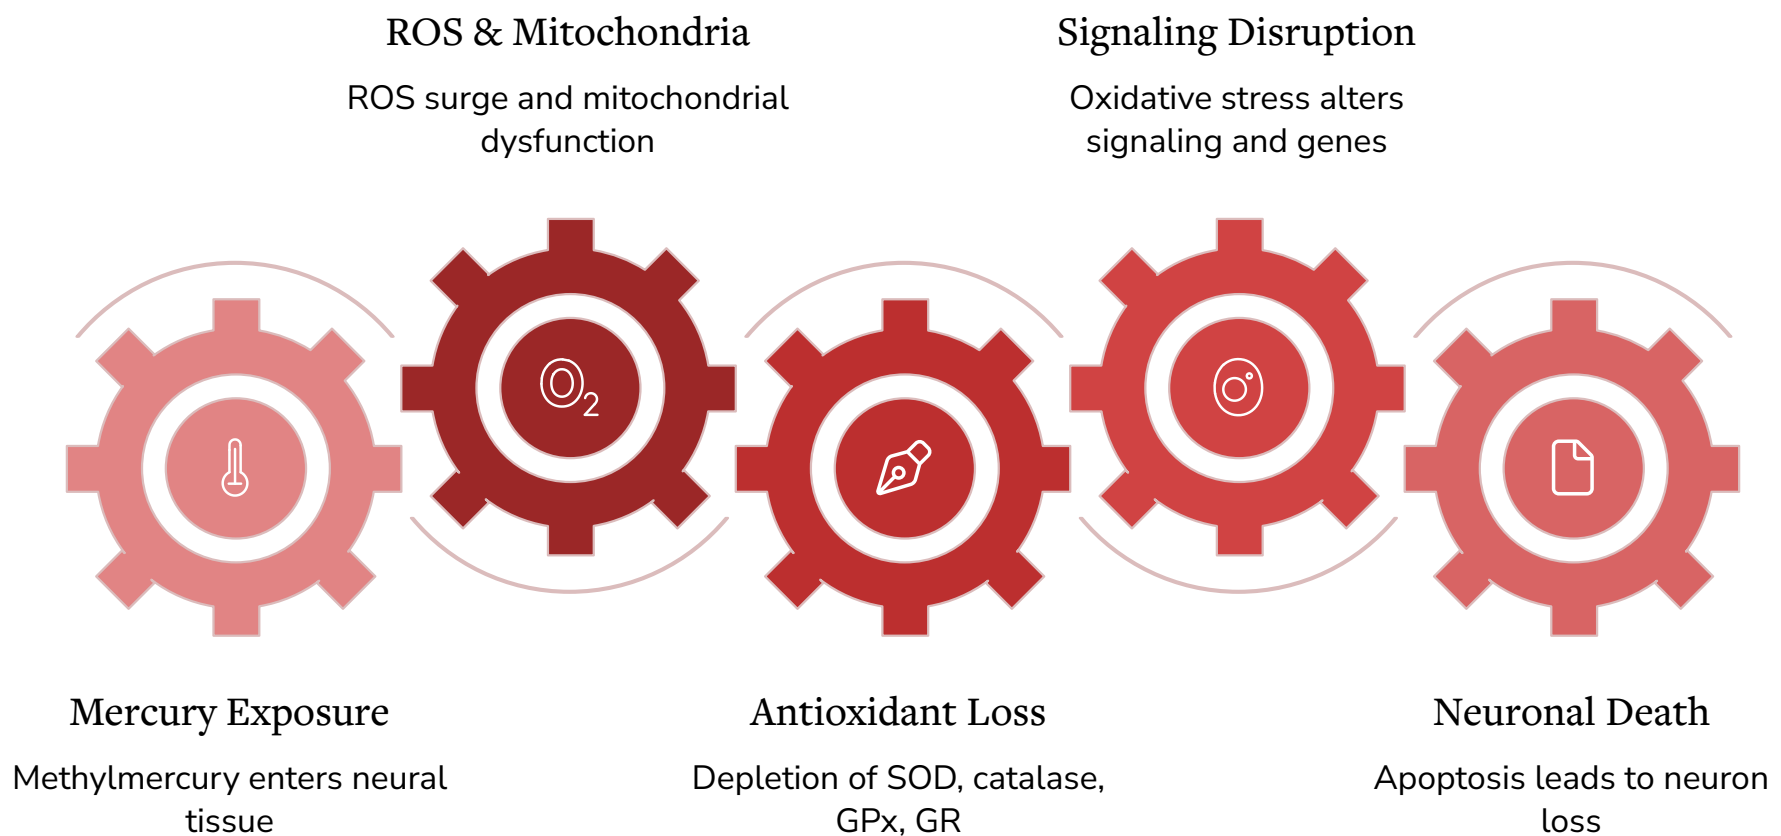 ROS & Mitochondria
ROS surge and mitochondrial
dysfunction
Signaling Disruption
Oxidative stress alters
signaling and genes
O2
Mercury Exposure
Methylmercury enters neural
tissue
Antioxidant Loss
Depletion of SOD, catalase,
GPx, GR
Neuronal Death
Apoptosis leads to neuron
loss